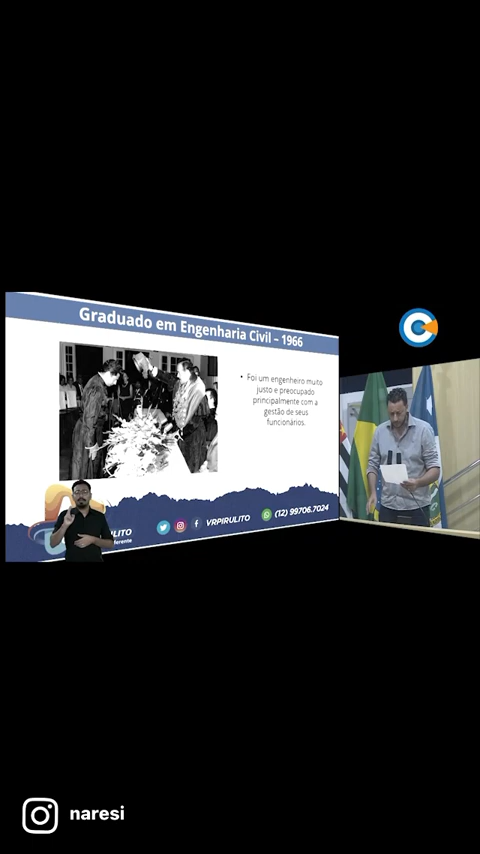 Graduado em Engenharia Civil – 1966
• Foi um engenheiro muito
justo e preocupado
principalmente com a
gestão de seus
funcionários.
VRPIRULITO
(12) 99706.7024
naresi